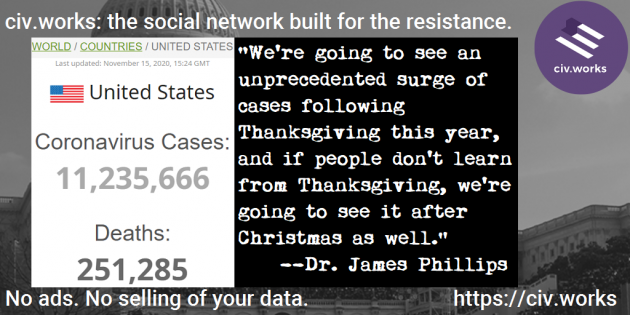 civ.works: the social network built for the resistance.
civ.works
WORLD / COUNTRIES / UNITED STATES
Last updated: November 15, 2020, 15:24 GMT
United States
Coronavirus Cases:
11,235,666
Deaths:
251,285
"We're going to see an
unprecedented surge of
cases following
Thanksgiving this year,
and if people don't learn
from Thanksgiving, we're
going to see it after
Christmas as well."
--Dr. James Phillips
No ads. No selling of your data.
https://civ.works